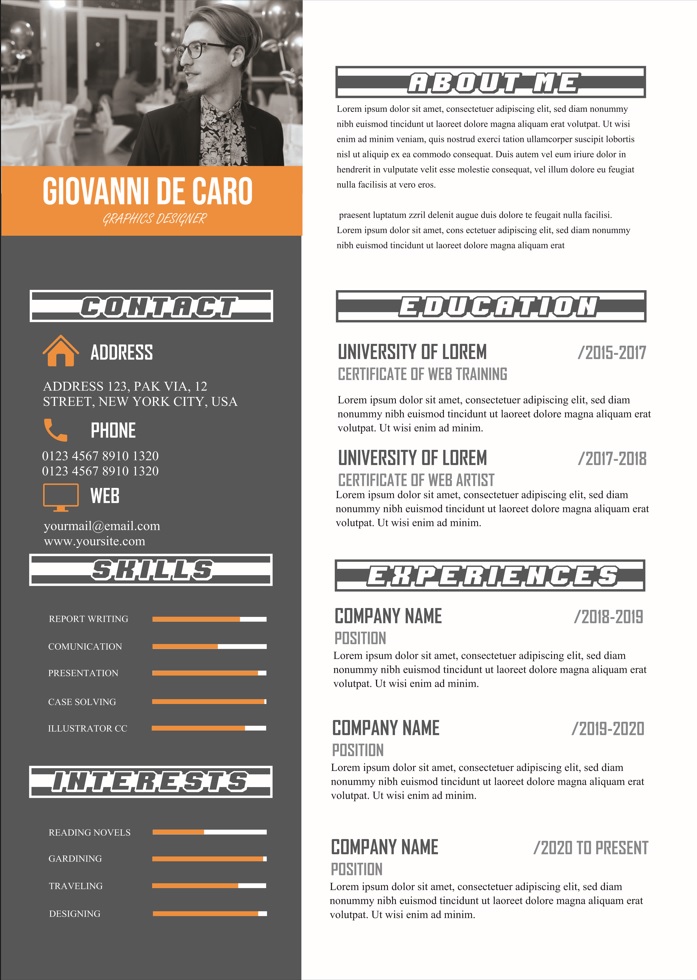 GIOVANNI DE CARO
GRAPHICS DESIGNER
CONTACT
ADDRESS
ADDRESS 123, PAK VIA, 12
STREET, NEW YORK CITY, USA
PHONE
0123 4567 8910 1320
0123 4567 8910 1320
WEB
yourmail@email.com
www.yoursite.com
SKILLS
REPORT WRITING
COMUNICATION
PRESENTATION
CASE SOLVING
ILLUSTRATOR CC
INTERESTS
READING NOVELS
GARDINING
TRAVELING
DESIGNING
ABOUT ME
Lorem ipsum dolor sit amet, consectetuer adipiscing elit, sed diam nonummy
nibh euismod tincidunt ut laoreet dolore magna aliquam erat volutpat. Ut wisi
enim ad minim veniam, quis nostrud exerci tation ullamcorper suscipit lobortis
nisl ut aliquip ex ea commodo consequat. Duis autem vel eum iriure dolor in
hendrerit in vulputate velit esse molestie consequat, vel illum dolore eu feugiat
nulla facilisis at vero eros.
praesent luptatum zzril delenit augue duis dolore te feugait nulla facilisi.
Lorem ipsum dolor sit amet, cons ectetuer adipiscing elit, sed diam nonummy
nibh euismod tincidunt ut laoreet dolore magna aliquam erat
EDUCATION
UNIVERSITY OF LOREM /2015-2017
CERTIFICATE OF WEB TRAINING
Lorem ipsum dolor sit amet, consectetuer adipiscing elit, sed diam
nonummy nibh euismod tincidunt ut laoreet dolore magna aliquam erat
volutpat. Ut wisi enim ad minim.
UNIVERSITY OF LOREM /2017-2018
CERTIFICATE OF WEB ARTIST
Lorem ipsum dolor sit amet, consectetuer adipiscing elit, sed diam
nonummy nibh euismod tincidunt ut laoreet dolore magna aliquam erat
volutpat. Ut wisi enim ad minim.
EXPERIENCES
COMPANY NAME /2018-2019
POSITION
Lorem ipsum dolor sit amet, consectetuer adipiscing elit, sed diam
nonummy nibh euismod tincidunt ut laoreet dolore magna aliquam erat
volutpat. Ut wisi enim ad minim.
COMPANY NAME /2019-2020
POSITION
Lorem ipsum dolor sit amet, consectetuer adipiscing elit, sed diam
nonummy nibh euismod tincidunt ut laoreet dolore magna aliquam erat
volutpat. Ut wisi enim ad minim.
COMPANY NAME /2020 TO PRESENT
POSITION
Lorem ipsum dolor sit amet, consectetuer adipiscing elit, sed diam
nonummy nibh euismod tincidunt ut laoreet dolore magna aliquam erat
volutpat. Ut wisi enim ad minim.